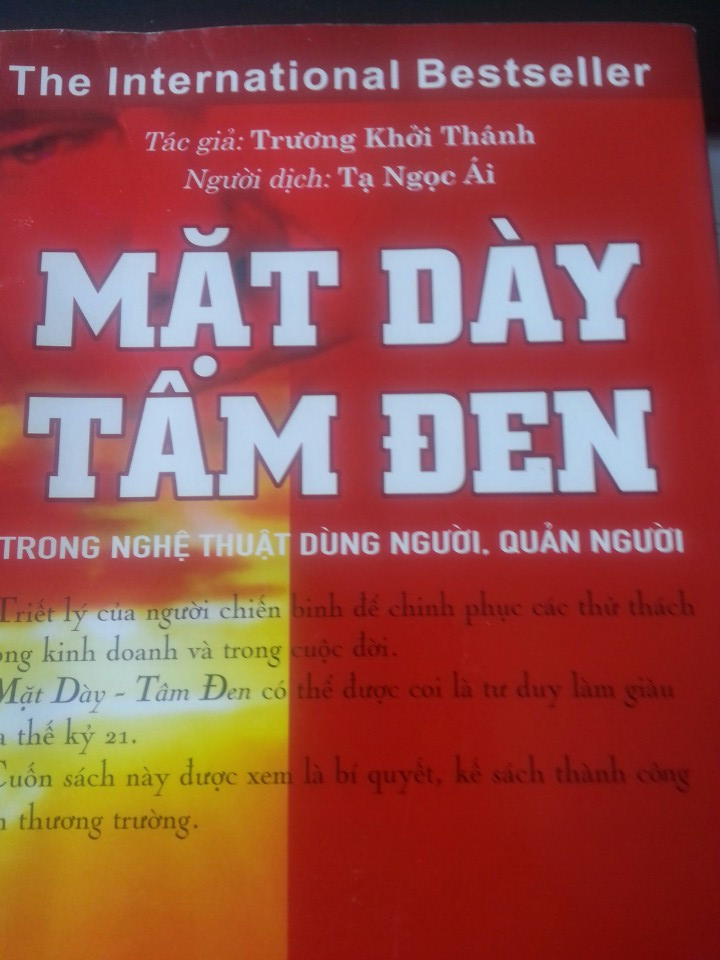 The International Bestseller
Tác giả: Trương Khởi Thánh
Người dịch: Tạ Ngọc Ái
MẶT DÀY
TÂM ĐEN
TRONG NGHỆ THUẬT DÙNG NGƯỜI, QUẢN NGƯỜI
Triết lý của người chiến binh để chinh phục các thử thách
ong kinh doanh và trong cuộc đời.
Mặt Dày - Tâm Đen có thể được coi là tư duy làm giàu
a thế kỷ 21.
Cuốn sách này được xem là bí quyết, kế sách thành công
n thương trường.